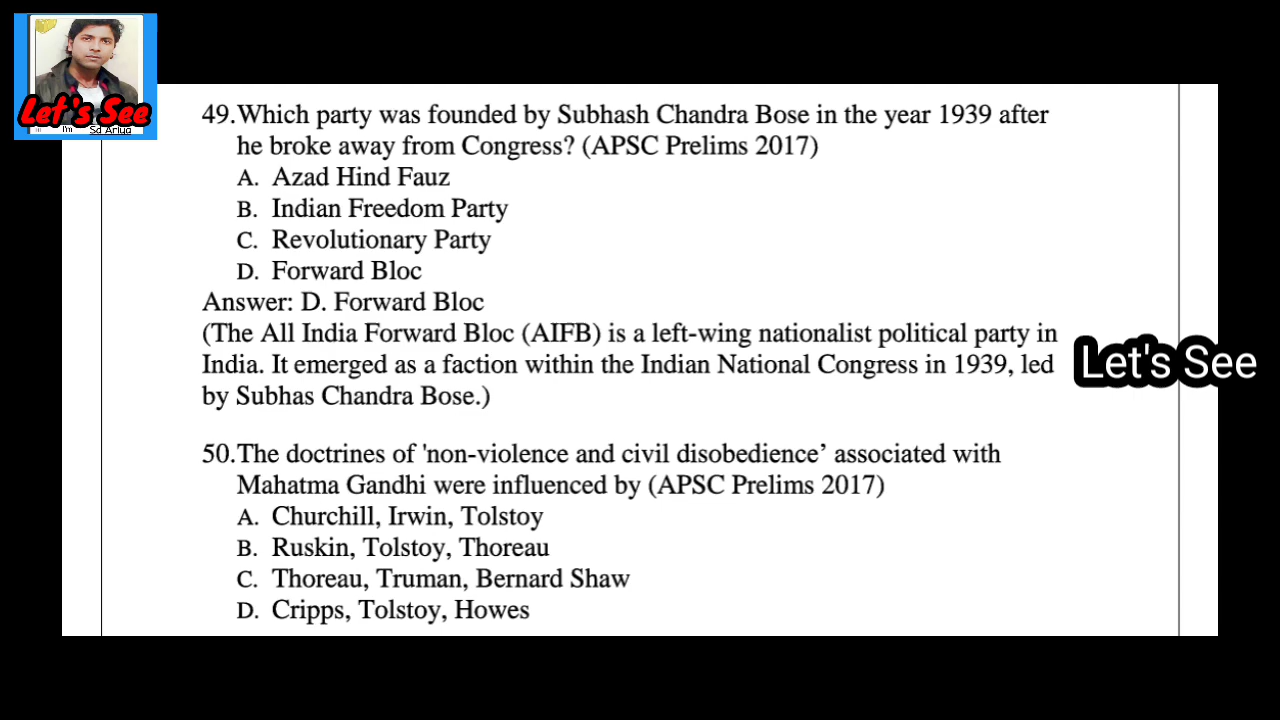 Let's See
I'm Sd Ariya
49.Which party was founded by Subhash Chandra Bose in the year 1939 after
he broke away from Congress? (APSC Prelims 2017)
A. Azad Hind Fauz
B. Indian Freedom Party
C. Revolutionary Party
D. Forward Bloc
Answer: D. Forward Bloc
(The All India Forward Bloc (AIFB) is a left-wing nationalist political party in
India. It emerged as a faction within the Indian National Congress in 1939, led
by Subhas Chandra Bose.)
Let's See
50.The doctrines of 'non-violence and civil disobedience’ associated with
Mahatma Gandhi were influenced by (APSC Prelims 2017)
A. Churchill, Irwin, Tolstoy
B. Ruskin, Tolstoy, Thoreau
C. Thoreau, Truman, Bernard Shaw
D. Cripps, Tolstoy, Howes